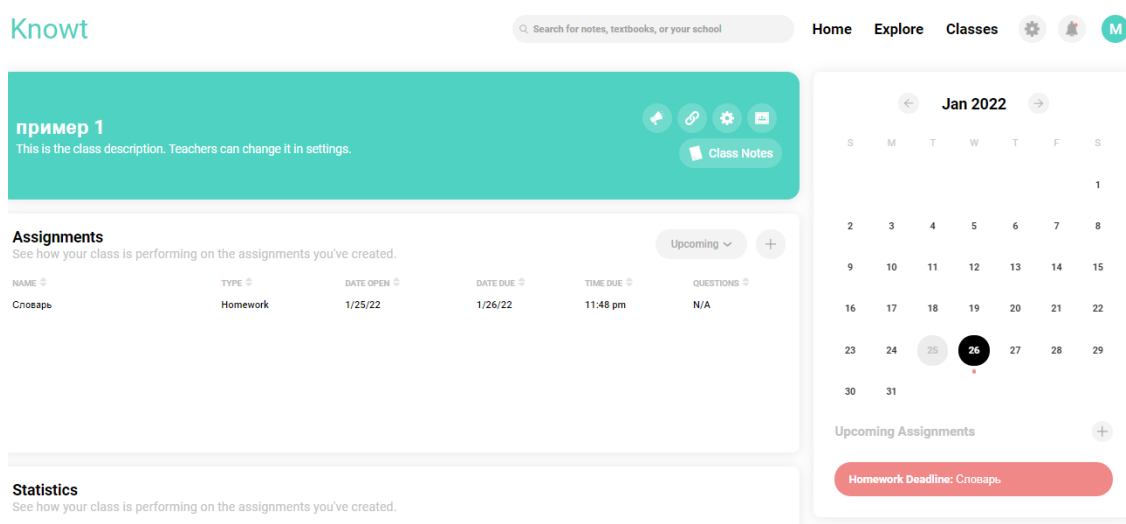 Knowt
Search for notes, textbooks, or your school
Home Explore Classes
M
пример 1
This is the class description. Teachers can change it in settings.
Class Notes
Assignments
See how your class is performing on the assignments you've created.
Upcoming
NAME TYPE DATE OPEN DATE DUE TIME DUE QUESTIONS
Словарь Homework 1/25/22 1/26/22 11:48 pm N/A
Statistics
See how your class is performing on the assignments you've created.
Jan 2022
S M T W T F S
1
2 3 4 5 6 7 8
9 10 11 12 13 14 15
16 17 18 19 20 21 22
23 24 25 26 27 28 29
30 31
Upcoming Assignments
Homework Deadline: Словарь